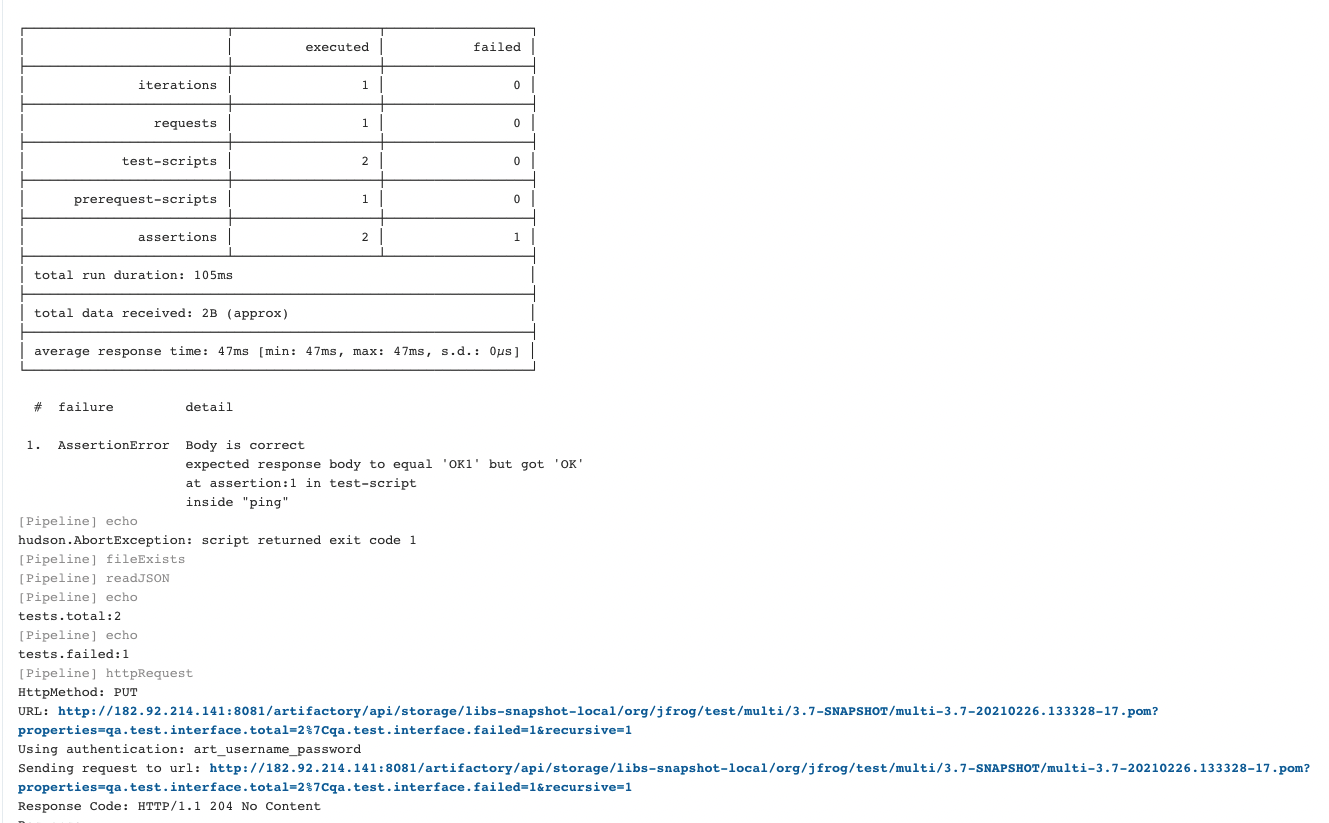 executed failed
iterations 1 0
requests 1 0
test-scripts 2 0
prerequest-scripts 1 0
assertions 2 1
total run duration: 105ms
total data received: 2B (approx)
average response time: 47ms [min: 47ms, max: 47ms, s.d.: 0µs]
# failure detail
1. AssertionError Body is correct
expected response body to equal 'OK1' but got 'OK'
at assertion:1 in test-script
inside "ping"
[Pipeline] echo
hudson.AbortException: script returned exit code 1
[Pipeline] fileExists
[Pipeline] readJSON
[Pipeline] echo
tests.total:2
[Pipeline] echo
tests.failed:1
[Pipeline] httpRequest
HttpMethod: PUT
URL: http://182.92.214.141:8081/artifactory/api/storage/libs-snapshot-local/org/jfrog/test/multi/3.7-SNAPSHOT/multi-3.7-20210226.133328-17.pom?
properties=qa.test.interface.total=2%7Cqa.test.interface.failed=1&recursive=1
Using authentication: art_username_password
Sending request to url: http://182.92.214.141:8081/artifactory/api/storage/libs-snapshot-local/org/jfrog/test/multi/3.7-SNAPSHOT/multi-3.7-20210226.133328-17.pom?
properties=qa.test.interface.total=2%7Cqa.test.interface.failed=1&recursive=1
Response Code: HTTP/1.1 204 No Content